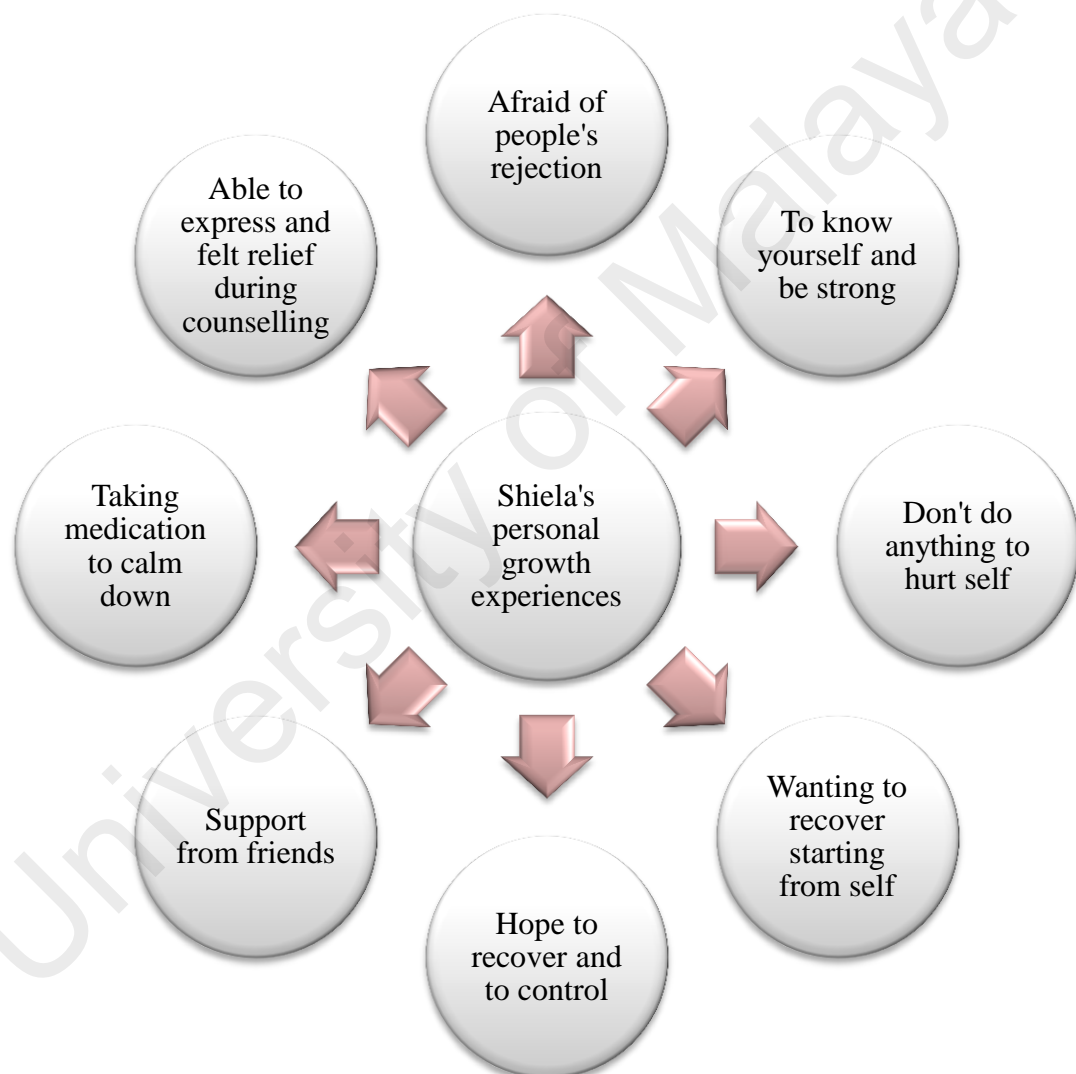 Afraid of
people's
rejection
To know
yourself and
be strong
Don't do
anything to
hurt self
Wanting to
recover
starting
from self
Hope to
recover and
to control
Support
from friends
Taking
medication
to calm
down
Able to
express and
felt relief
during
counselling
Shiela's
personal
growth
experiences
University of Malaya